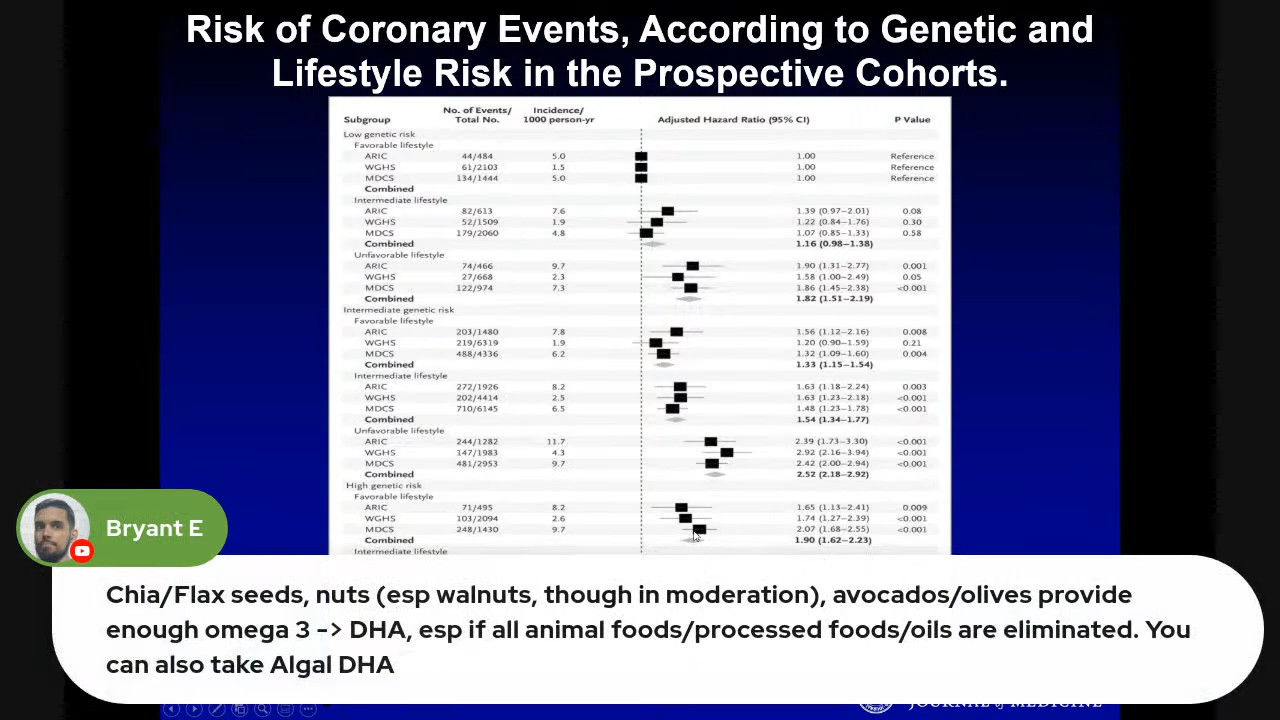 Risk of Coronary Events, According to Genetic and
Lifestyle Risk in the Prospective Cohorts.
No. of Events/ Incidence/
Subgroup Total No. 1000 person-yr Adjusted Hazard Ratio (95% CI) P Value
Low genetic risk
Favorable lifestyle
ARIC 44/484 5.0 1.00 Reference
WGHS 61/2103 1.5 1.00 Reference
MDCS 134/1444 5.0 1.00 Reference
Combined
Intermediate lifestyle
ARIC 82/613 7.6 1.39 (0.97–2.01) 0.08
WGHS 52/1509 1.9 1.22 (0.84–1.76) 0.30
MDCS 179/2060 4.8 1.07 (0.85–1.33) 0.58
Combined 1.16 (0.98–1.38)
Unfavorable lifestyle
ARIC 74/466 9.7 1.90 (1.31–2.77) 0.001
WGHS 27/668 2.3 1.58 (1.00–2.49) 0.05
MDCS 122/974 7.3 1.86 (1.45–2.38) <0.001
Combined 1.82 (1.51–2.19)
Intermediate genetic risk
Favorable lifestyle
ARIC 203/1480 7.8 1.56 (1.12–2.16) 0.008
WGHS 219/6319 1.9 1.20 (0.90–1.59) 0.21
MDCS 488/4336 6.2 1.32 (1.09–1.60) 0.004
Combined 1.33 (1.15–1.54)
Intermediate lifestyle
ARIC 272/1926 8.2 1.63 (1.18–2.24) 0.003
WGHS 202/4414 2.5 1.63 (1.23–2.18) <0.001
MDCS 710/6145 6.5 1.48 (1.23–1.78) <0.001
Combined 1.54 (1.34–1.77)
Unfavorable lifestyle
ARIC 244/1282 11.7 2.39 (1.73–3.30) <0.001
WGHS 147/1983 4.3 2.92 (2.16–3.94) <0.001
MDCS 481/2953 9.7 2.42 (2.00–2.94) <0.001
Combined 2.52 (2.18–2.92)
High genetic risk
Favorable lifestyle
ARIC 71/495 8.2 1.65 (1.13–2.41) 0.009
WGHS 103/2094 2.6 1.74 (1.27–2.39) <0.001
MDCS 248/1430 9.7 2.07 (1.68–2.55) <0.001
Combined 1.90 (1.62–2.23)
Intermediate lifestyle
Bryant E
Chia/Flax seeds, nuts (esp walnuts, though in moderation), avocados/olives provide
enough omega 3 -> DHA, esp if all animal foods/processed foods/oils are eliminated. You
can also take Algal DHA
JOURNAL of MEDICINE